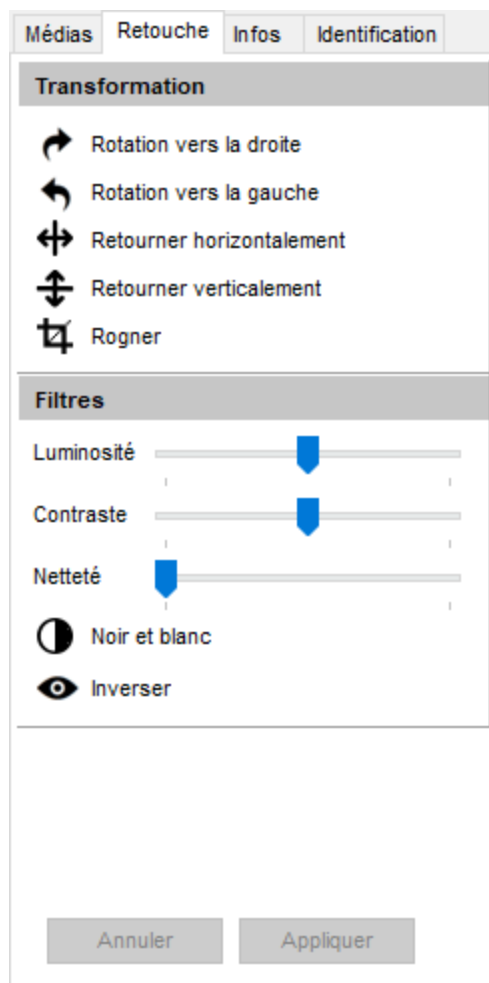 Médias Retouche Infos Identification
Transformation
Rotation vers la droite
Rotation vers la gauche
Retourner horizontalement
Retourner verticalement
Rogner
Filtres
Luminosité
Contraste
Netteté
Noir et blanc
Inverser
Annuler Appliquer